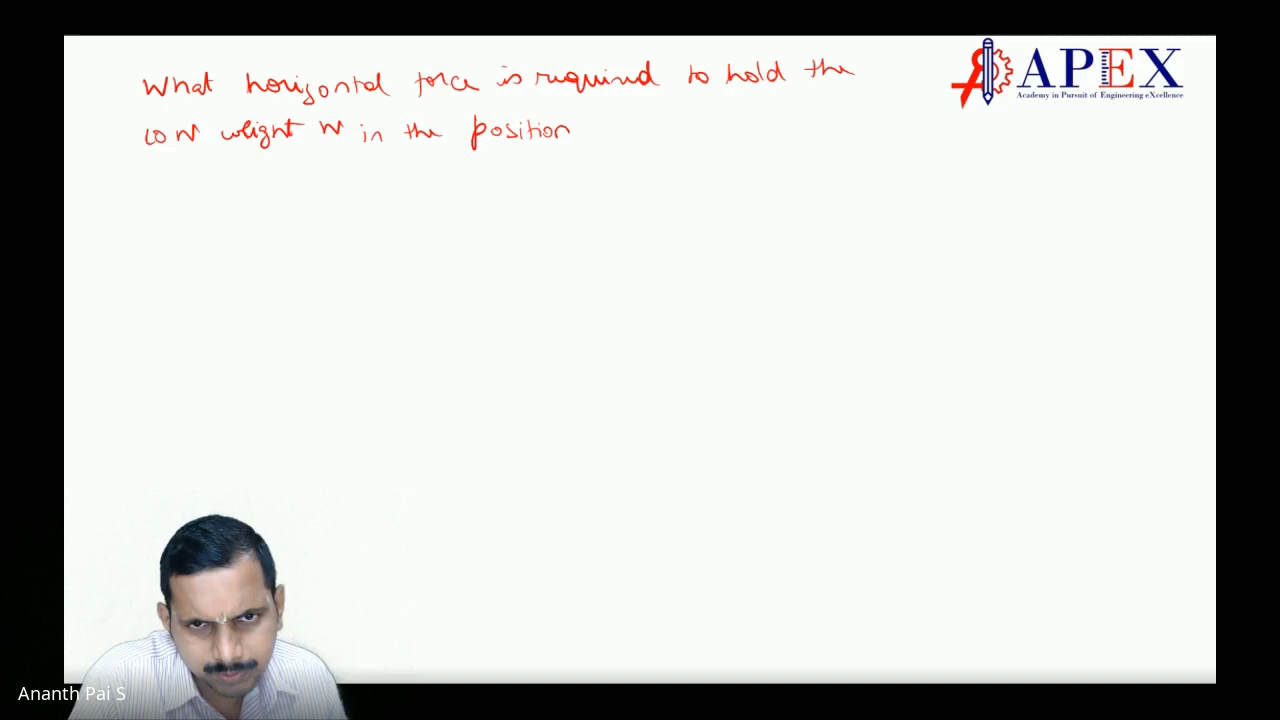 What horizontal force is required to hold the
10 N weight W in the position
APEX
Academy in Pursuit of Engineering eXcellence
Ananth Pai S